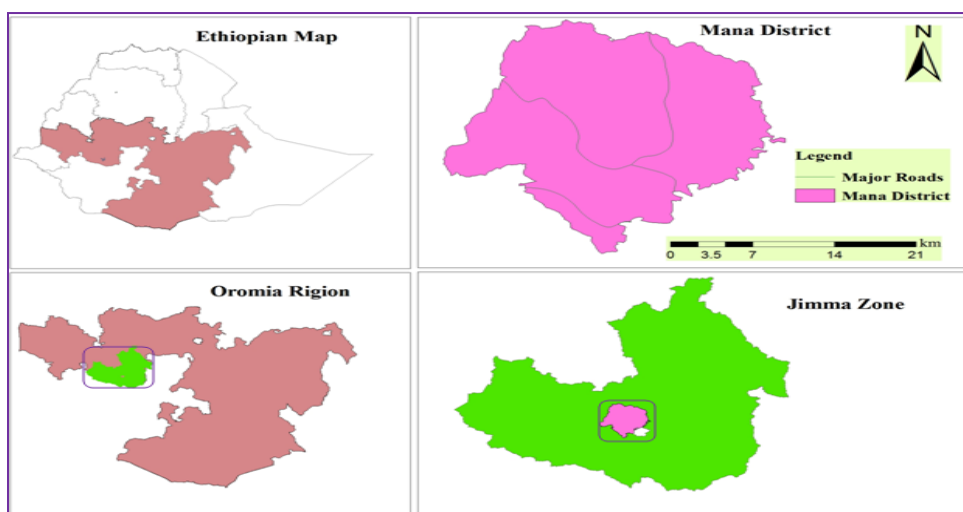 Ethiopian Map
Mana District
N
Legend
Major Roads
Mana District
km
0 3.5 7 14 21
Oromia Rigion
Jimma Zone